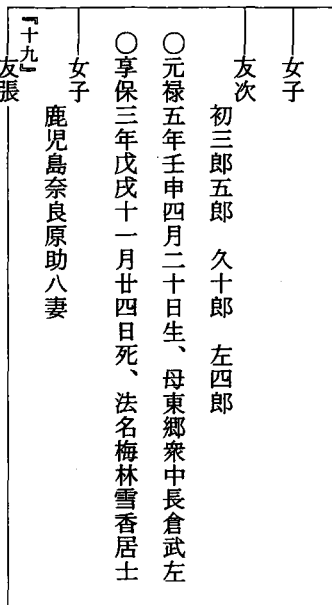 女子
友次
初三郎五郎　久十郎　左四郎
○元禄五年壬申四月二十日生、母東郷衆中長倉武左
○享保三年戊戌十一月廿四日死、法名梅林雪香居士
女子
鹿児島奈良原助八妻
『十九』
友張